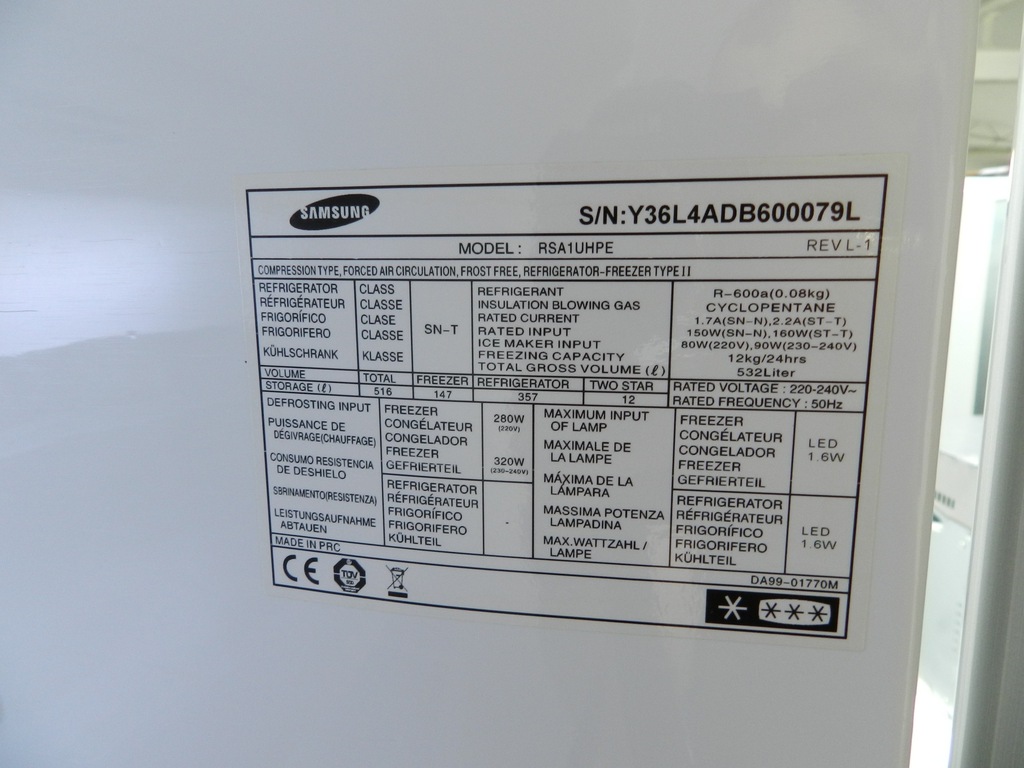 SAMSUNG
S/N:Y36L4ADB600079L
MODEL : RSA1UHPE
REV L-1
COMPRESSION TYPE, FORCED AIR CIRCULATION, FROST FREE, REFRIGERATOR-FREEZER TYPE II
REFRIGERATOR CLASS
RÉFRIGÉRATEUR CLASSE
FRIGORÍFICO CLASE
FRIGORIFERO CLASSE
KÜHLSCHRANK KLASSE
SN-T
REFRIGERANT R-600a(0.08kg)
INSULATION BLOWING GAS CYCLOPENTANE
RATED CURRENT 1.7A(SN-N),2.2A(ST-T)
RATED INPUT 150W(SN-N),160W(ST-T)
ICE MAKER INPUT 80W(220V),90W(230-240V)
FREEZING CAPACITY 12kg/24hrs
TOTAL GROSS VOLUME (ℓ) 532Liter
VOLUME TOTAL FREEZER REFRIGERATOR TWO STAR
STORAGE (ℓ) 516 147 357 12
RATED VOLTAGE : 220-240V~
RATED FREQUENCY : 50Hz
DEFROSTING INPUT
PUISSANCE DE
DÉGIVRAGE(CHAUFFAGE)
CONSUMO RESISTENCIA
DE DESHIELO
SBRINAMENTO(RESISTENZA)
LEISTUNGSAUFNAHME
ABTAUEN
FREEZER
CONGÉLATEUR
CONGELADOR
FREEZER
GEFRIERTEIL
280W
(220V)
320W
(230-240V)
REFRIGERATOR
RÉFRIGÉRATEUR
FRIGORÍFICO
FRIGORIFERO
KÜHLTEIL
-
MAXIMUM INPUT
OF LAMP
MAXIMALE DE
LA LAMPE
MÁXIMA DE LA
LÁMPARA
MASSIMA POTENZA
LAMPADINA
MAX.WATTZAHL /
LAMPE
FREEZER
CONGÉLATEUR
CONGELADOR
FREEZER
GEFRIERTEIL
LED
1.6W
REFRIGERATOR
RÉFRIGÉRATEUR
FRIGORÍFICO
FRIGORIFERO
KÜHLTEIL
LED
1.6W
MADE IN PRC
DA99-01770M
CE
TÜV